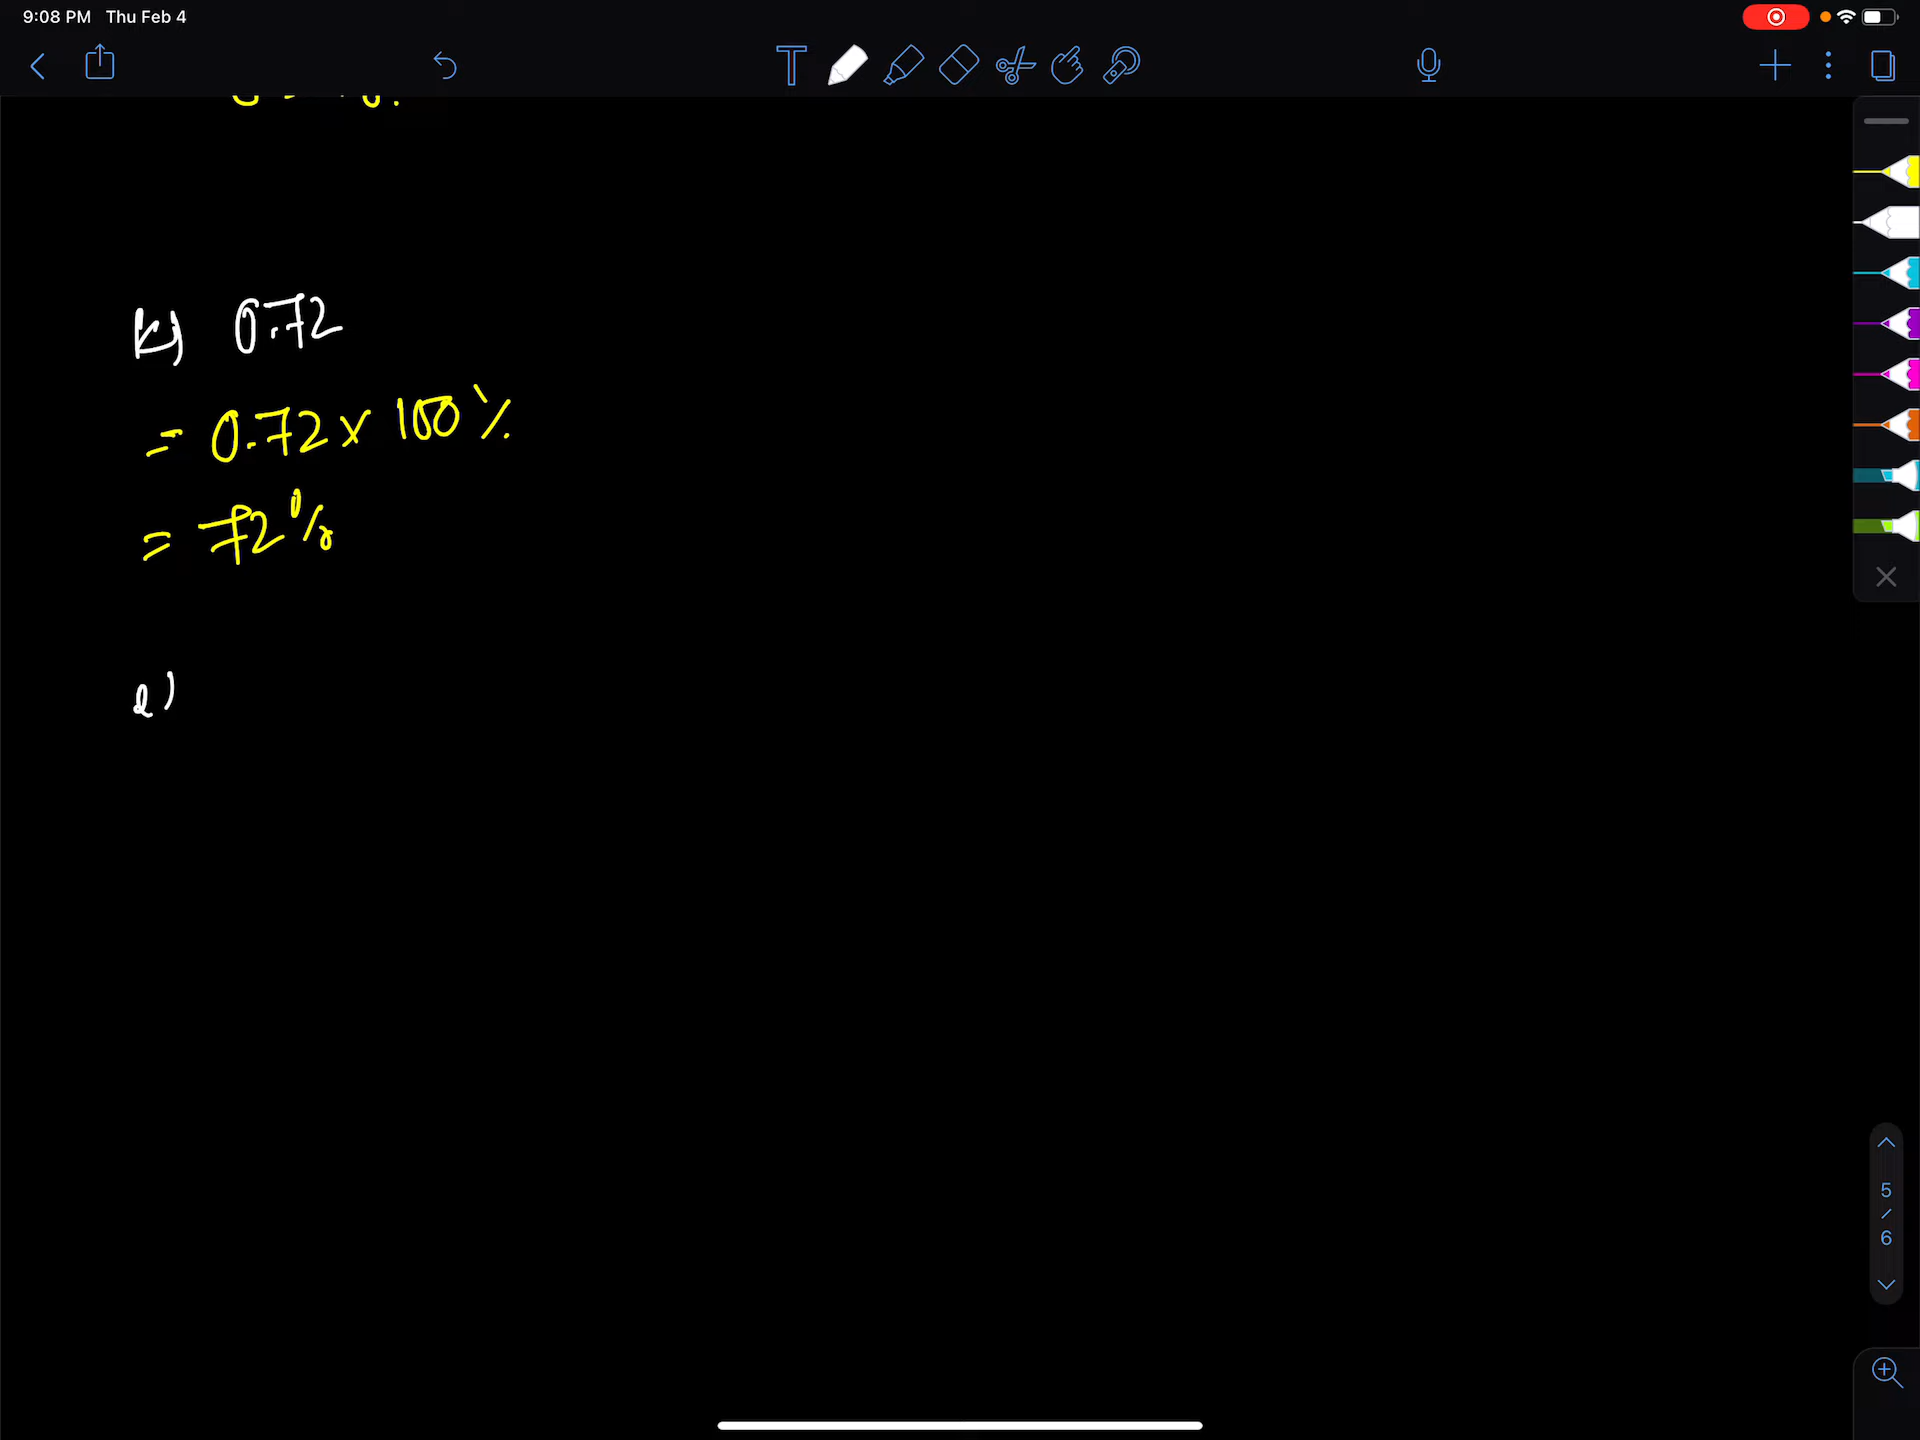 9:08 PM Thu Feb 4
k) 0.72
= 0.72 x 100%
= 72%
l)
5
/
6